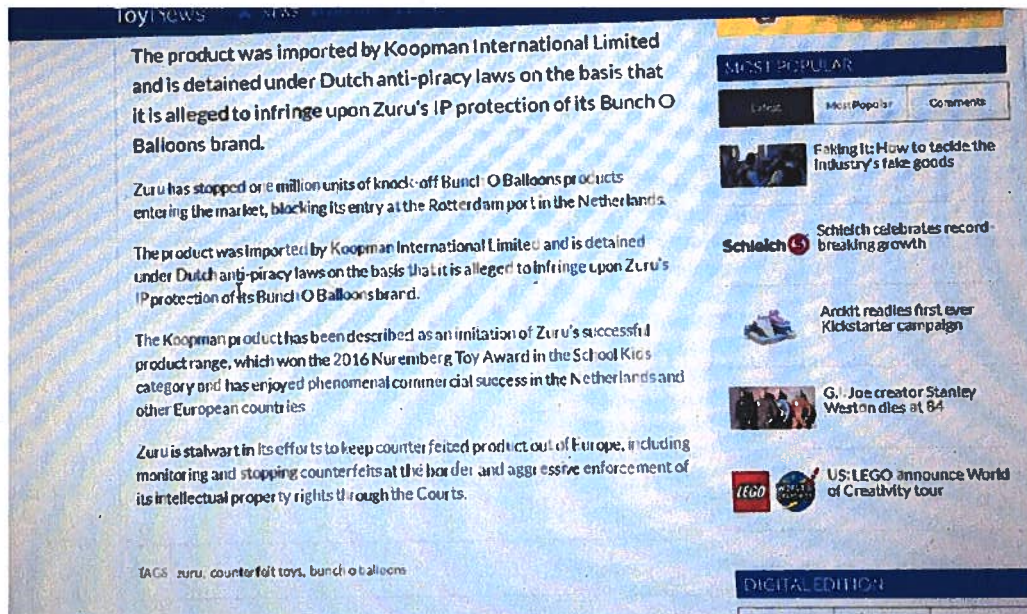 ToyNews
The product was imported by Koopman International Limited
and is detained under Dutch anti-piracy laws on the basis that
it is alleged to infringe upon Zuru's IP protection of its Bunch O
Balloons brand.
Zuru has stopped one million units of knock-off Bunch O Balloons products
entering the market, blocking its entry at the Rotterdam port in the Netherlands.
The product was imported by Koopman International Limited and is detained
under Dutch anti-piracy laws on the basis that it is alleged to infringe upon Zuru's
IP protection of its Bunch O Balloons brand.
The Koopman product has been described as an imitation of Zuru's successful
product range, which won the 2016 Nuremberg Toy Award in the School Kids
category and has enjoyed phenomenal commercial success in the Netherlands and
other European countries
Zuru is stalwart in its efforts to keep counterfeited product out of Europe, including
monitoring and stopping counterfeits at the border and aggressive enforcement of
its intellectual property rights through the Courts.
TAGS zuru, counterfeit toys, bunch o balloons
MOST POPULAR
Latest Most Popular Comments
Faking it: How to tackle the
industry's fake goods
Schleich S
Schleich celebrates record-
breaking growth
Arckit readies first ever
Kickstarter campaign
G.I. Joe creator Stanley
Weston dies at 84
LEGO
US: LEGO announce World
of Creativity tour
DIGITAL EDITION